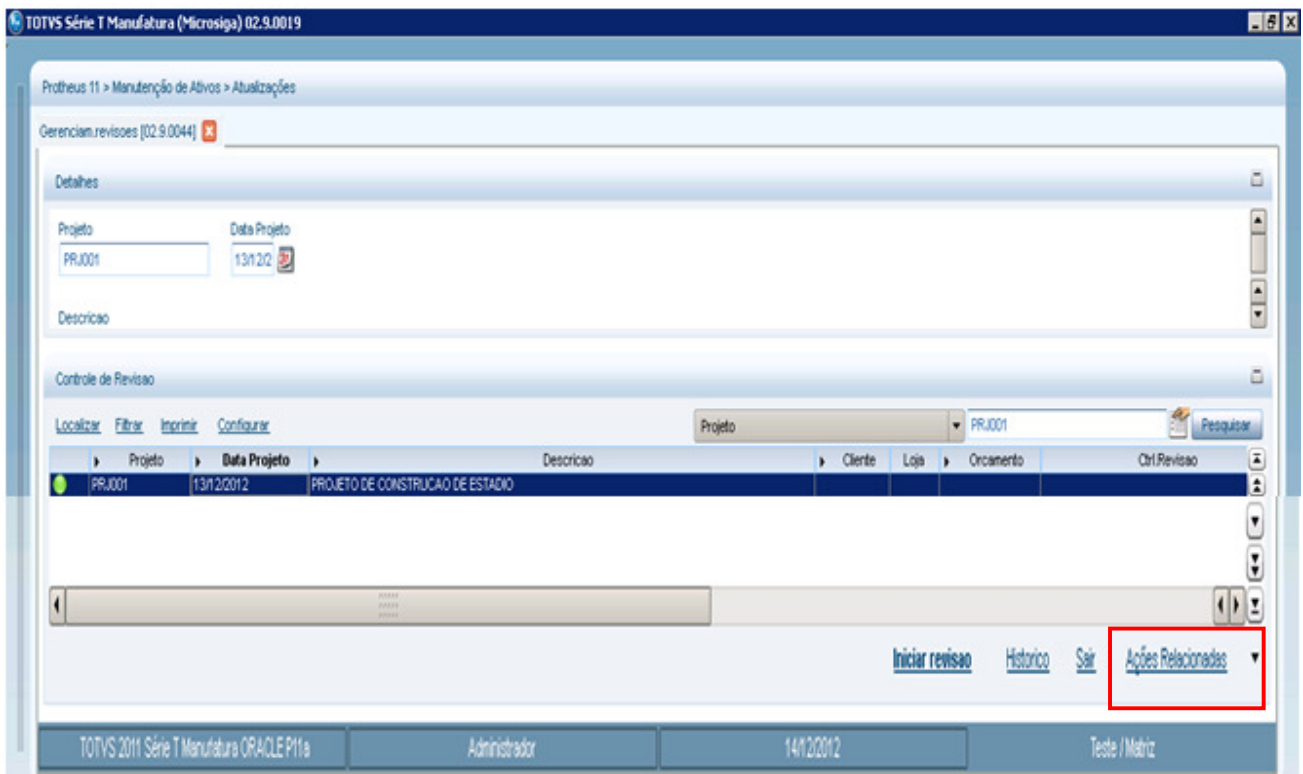 TOTVS Série T Manufatura (Microsiga) 02.9.0019
Protheus 11 > Manutenção de Ativos > Atualizações
Gerenciam.revisoes [02.9.0044]
Detalhes
Projeto Data Projeto
PRJ001 13/12/2
Descricao
Controle de Revisao
Localizar Filtrar Imprimir Configurar Projeto PRJ001 Pesquisar
Projeto Data Projeto Descricao Cliente Loja Orcamento Ctrl.Revisao
PRJ001 13/12/2012 PROJETO DE CONSTRUCAO DE ESTADIO
Iniciar revisao Historico Sair Ações Relacionadas
TOTVS 2011 Série T Manufatura ORACLE P11a Administrador 14/12/2012 Teste / Matriz